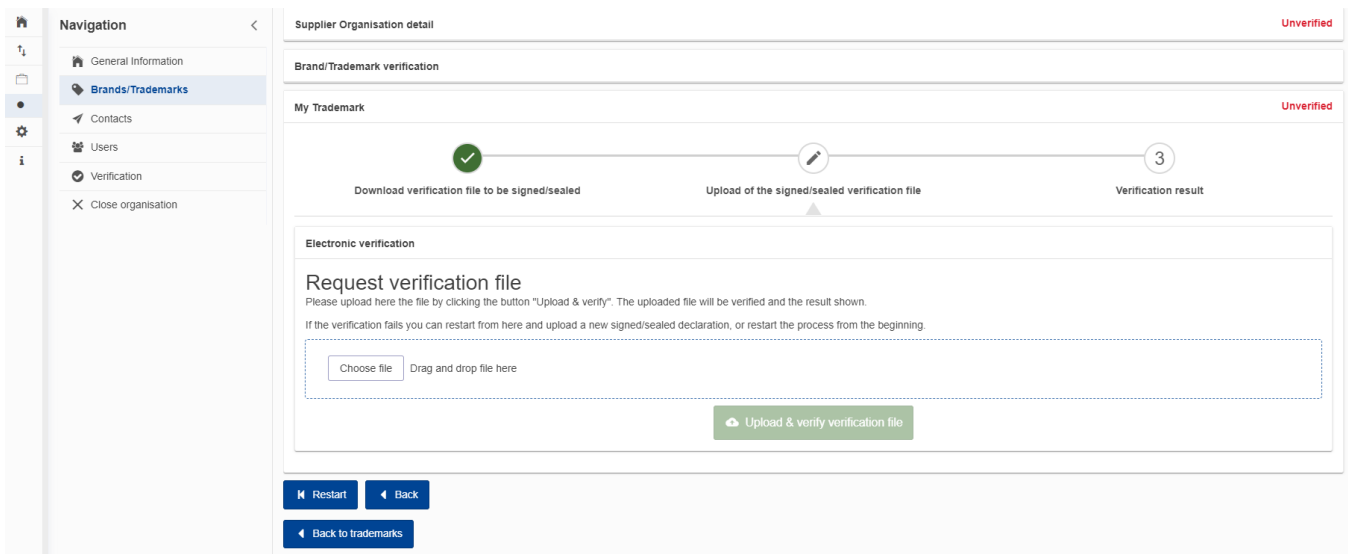 Navigation
General Information
Brands/Trademarks
Contacts
Users
Verification
Close organisation
Supplier Organisation detail
Unverified
Brand/Trademark verification
My Trademark
Unverified
3
Download verification file to be signed/sealed
Upload of the signed/sealed verification file
Verification result
Electronic verification
Request verification file
Please upload here the file by clicking the button "Upload & verify". The uploaded file will be verified and the result shown.
If the verification fails you can restart from here and upload a new signed/sealed declaration, or restart the process from the beginning.
Choose file Drag and drop file here
Upload & verify verification file
Restart
Back
Back to trademarks